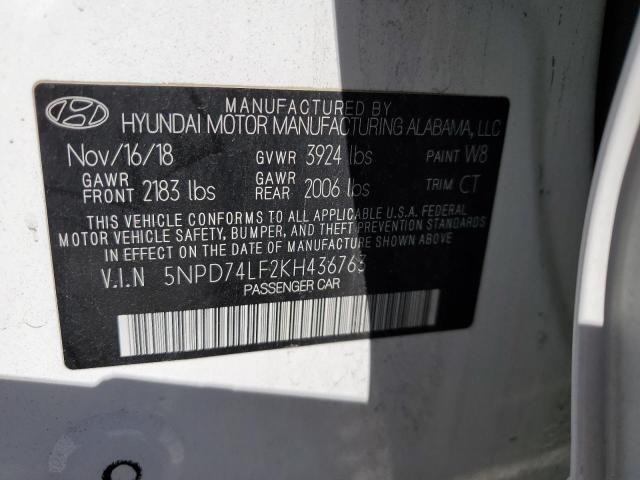 MANUFACTURED BY
HYUNDAI MOTOR MANUFACTURING ALABAMA, LLC
Nov/16/18 GVWR 3924 lbs PAINT W8
GAWR FRONT 2183 lbs GAWR REAR 2006 lbs TRIM CT
THIS VEHICLE CONFORMS TO ALL APPLICABLE U.S.A. FEDERAL
MOTOR VEHICLE SAFETY, BUMPER, AND THEFT PREVENTION STANDARDS
IN EFFECT ON THE DATE OF MANUFACTURE SHOWN ABOVE.
V.I.N 5NPD74LF2KH436763
PASSENGER CAR